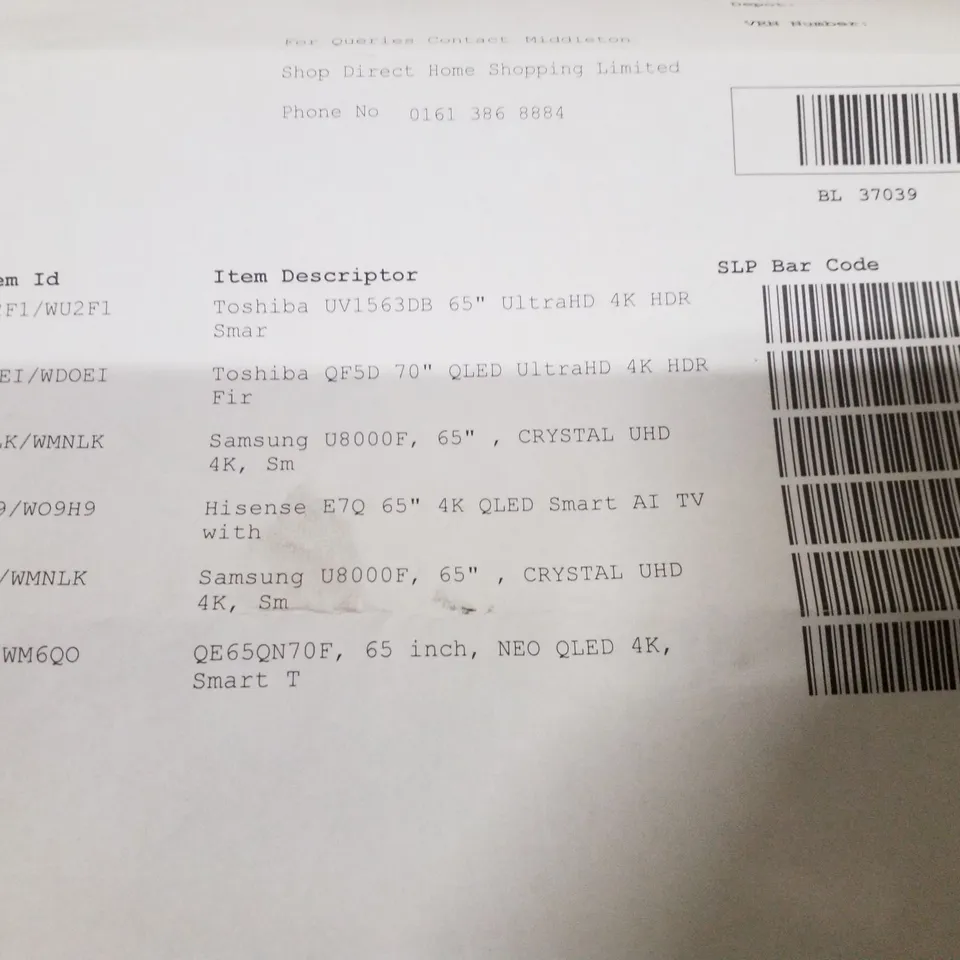 Depot:
VRN Number:
For Queries Contact Middleton
Shop Direct Home Shopping Limited
Phone No 0161 386 8884
BL 37039
em Id Item Descriptor SLP Bar Code
F1/WU2F1 Toshiba UV1563DB 65" UltraHD 4K HDR
Smar
EI/WDOEI Toshiba QF5D 70" QLED UltraHD 4K HDR
Fir
LK/WMNLK Samsung U8000F, 65" , CRYSTAL UHD
4K, Sm
9/WO9H9 Hisense E7Q 65" 4K QLED Smart AI TV
with
/WMNLK Samsung U8000F, 65" , CRYSTAL UHD
4K, Sm
WM6QO QE65QN70F, 65 inch, NEO QLED 4K,
Smart T